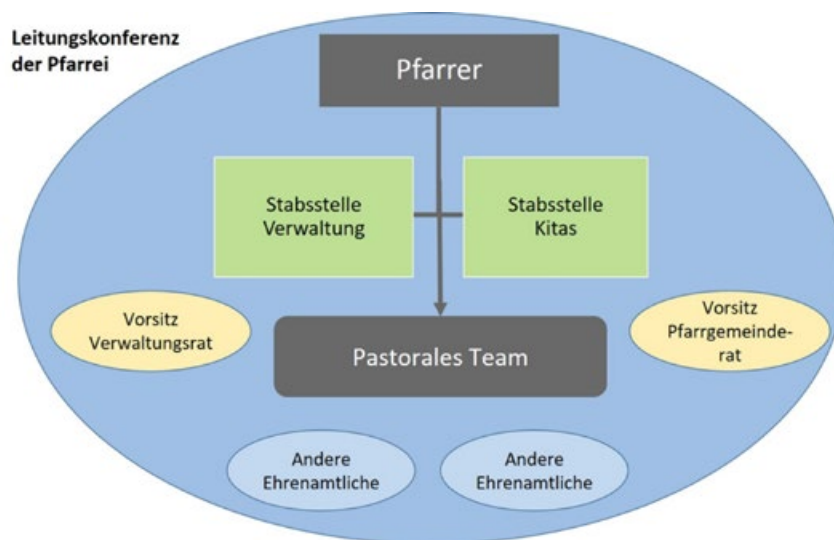 Leitungskonferenz
der Pfarrei
Pfarrer
Stabsstelle
Verwaltung
Stabsstelle
Kitas
Vorsitz
Verwaltungsrat
Pastorales Team
Vorsitz
Pfarrgemeinde-
rat
Andere
Ehrenamtliche
Andere
Ehrenamtliche